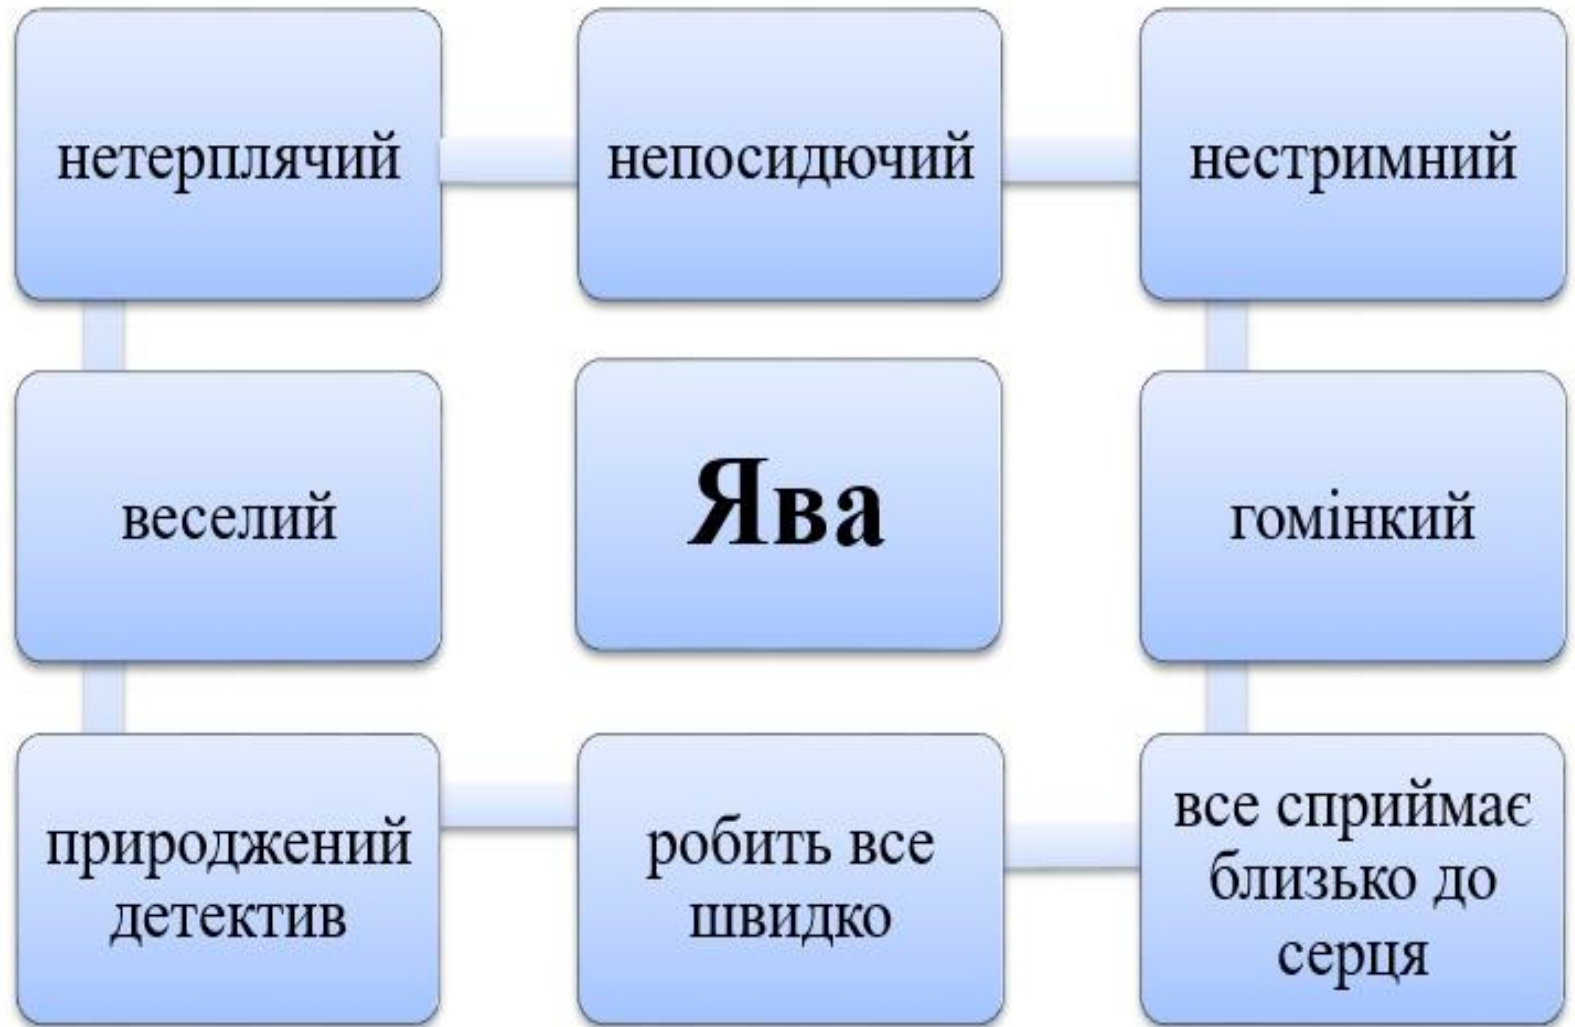 нетерплячий
непосидючий
нестримний
веселий
Ява
гомінкий
природжений
детектив
робить все
швидко
все сприймає
близько до
серця